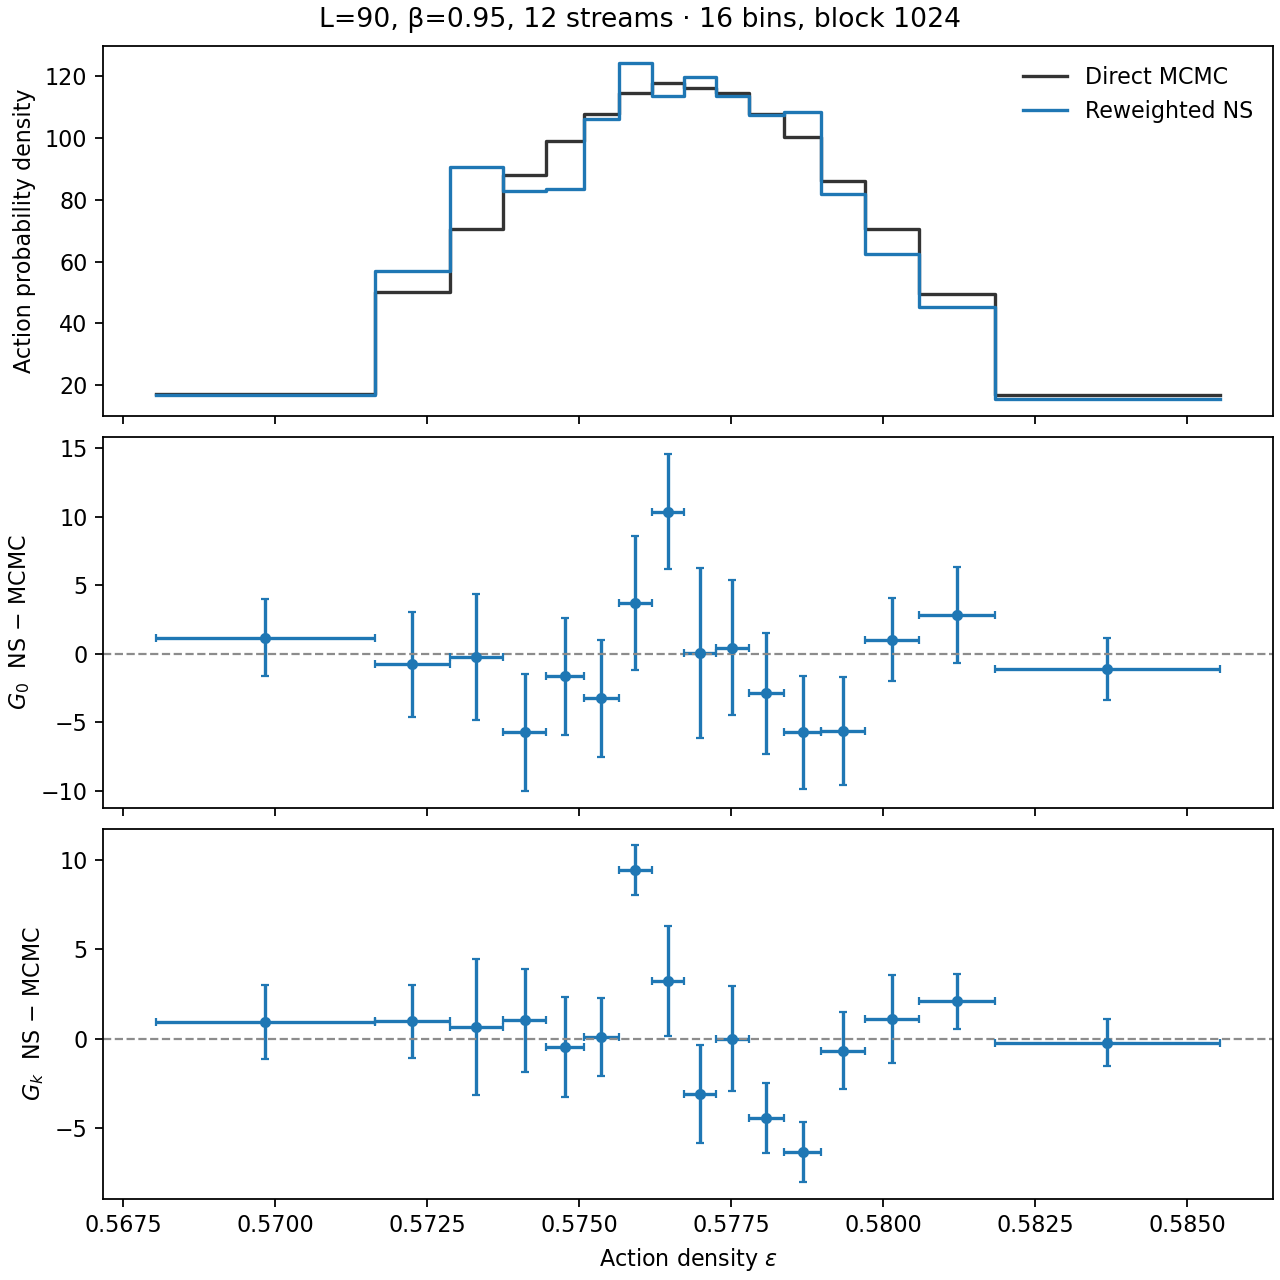 L=90, β=0.95, 12 streams · 16 bins, block 1024
Action probability density
120
100
80
60
40
20
Direct MCMC
Reweighted NS
G₀ NS − MCMC
15
10
5
0
−5
−10
Gₖ NS − MCMC
10
5
0
−5
0.5675 0.5700 0.5725 0.5750 0.5775 0.5800 0.5825 0.5850
Action density ε